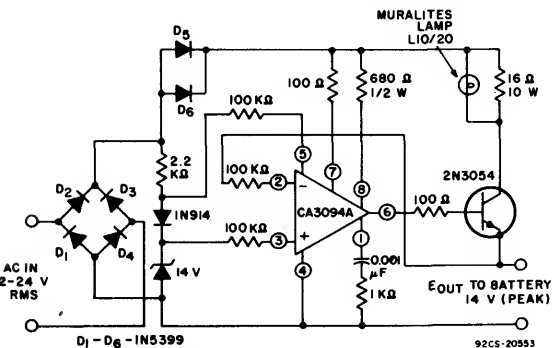 MURALITES
LAMP
L10/20
D5
D6
100 Ω
680 Ω
1/2 W
16 Ω
10 W
100 KΩ
2.2
KΩ
5
7
8
2N3054
D2
D3
100 KΩ
2
−
CA3094A
6
100 Ω
1N914
D1
D4
100 KΩ
3
+
1
4
AC IN
2-24 V
RMS
14 V
0.001
μF
1 KΩ
EOUT TO BATTERY
14 V (PEAK)
D1-D6-1N5399
92CS-20553